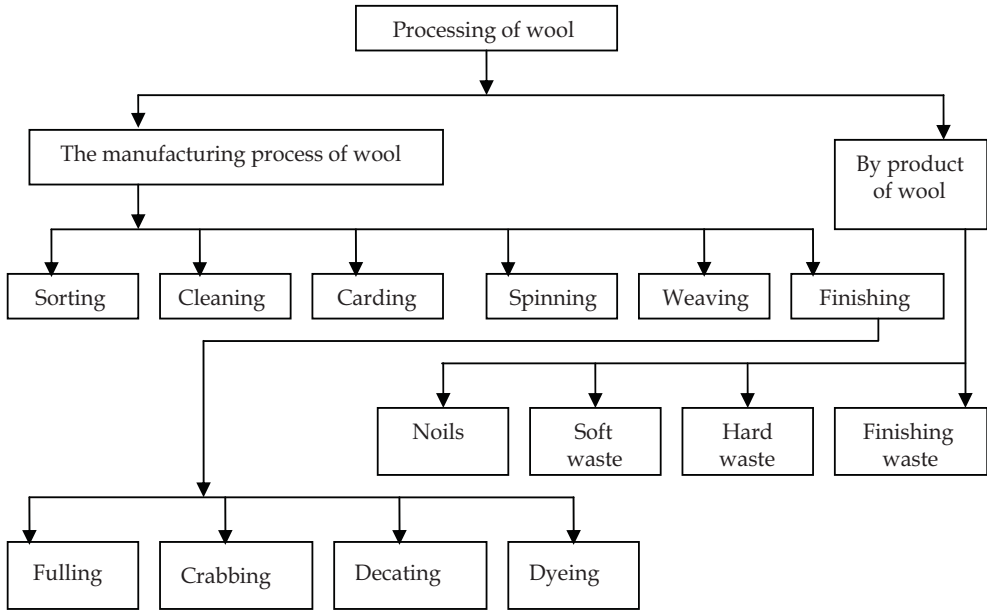 Processing of wool
The manufacturing process of wool
By product
of wool
Sorting
Cleaning
Carding
Spinning
Weaving
Finishing
Noils
Soft
waste
Hard
waste
Finishing
waste
Fulling
Crabbing
Decating
Dyeing